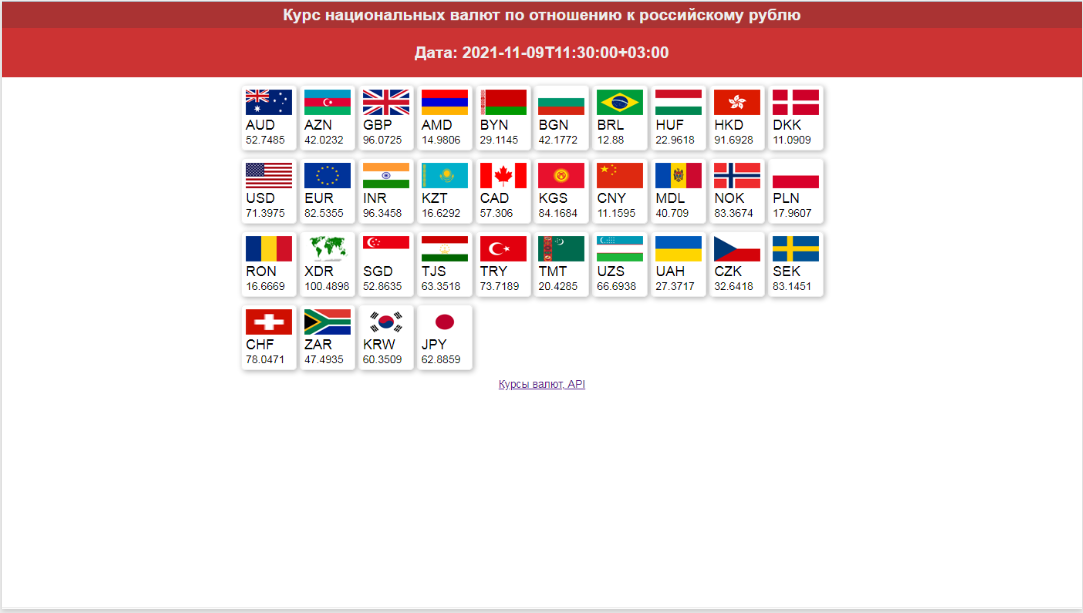 Курс национальных валют по отношению к российскому рублю
Дата: 2021-11-09T11:30:00+03:00
AUD AZN GBP AMD BYN BGN BRL HUF HKD DKK
52.7485 42.0232 96.0725 14.9806 29.1145 42.1772 12.88 22.9618 91.6928 11.0909
USD EUR INR KZT CAD KGS CNY MDL NOK PLN
71.3975 82.5355 96.3458 16.6292 57.306 84.1684 11.1595 40.709 83.3674 17.9607
RON XDR SGD TJS TRY TMT UZS UAH CZK SEK
16.6669 100.4898 52.8635 63.3518 73.7189 20.4285 66.6938 27.3717 32.6418 83.1451
CHF ZAR KRW JPY
78.0471 47.4935 60.3509 62.8859
Курсы валют, API